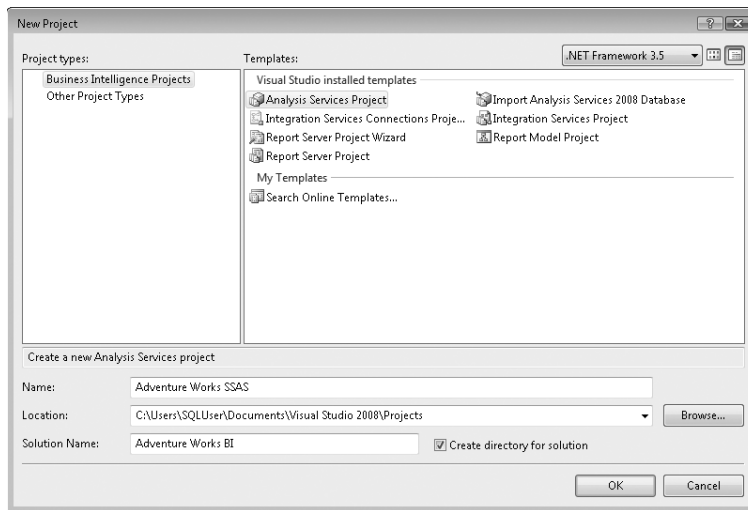 New Project
Project types:
Templates:
.NET Framework 3.5
Business Intelligence Projects
Other Project Types
Visual Studio installed templates
Analysis Services Project
Import Analysis Services 2008 Database
Integration Services Connections Proje...
Integration Services Project
Report Server Project Wizard
Report Model Project
Report Server Project
My Templates
Search Online Templates...
Create a new Analysis Services project
Name:
Adventure Works SSAS
Location:
C:\Users\SQLUser\Documents\Visual Studio 2008\Projects
Browse...
Solution Name:
Adventure Works BI
Create directory for solution
OK
Cancel